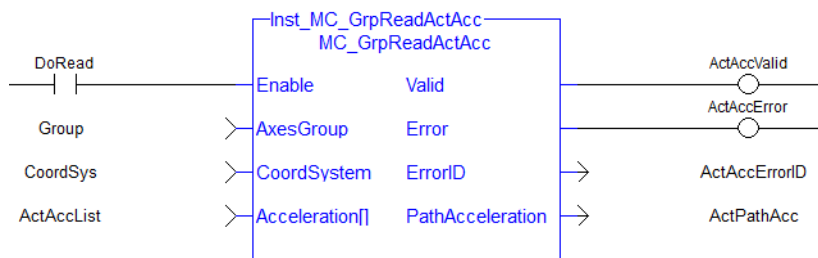 Inst_MC_GrpReadActAcc
MC_GrpReadActAcc
DoRead
Enable
Valid
ActAccValid
Group
AxesGroup
Error
ActAccError
CoordSys
CoordSystem
ErrorID
ActAccErrorID
ActAccList
Acceleration[]
PathAcceleration
ActPathAcc